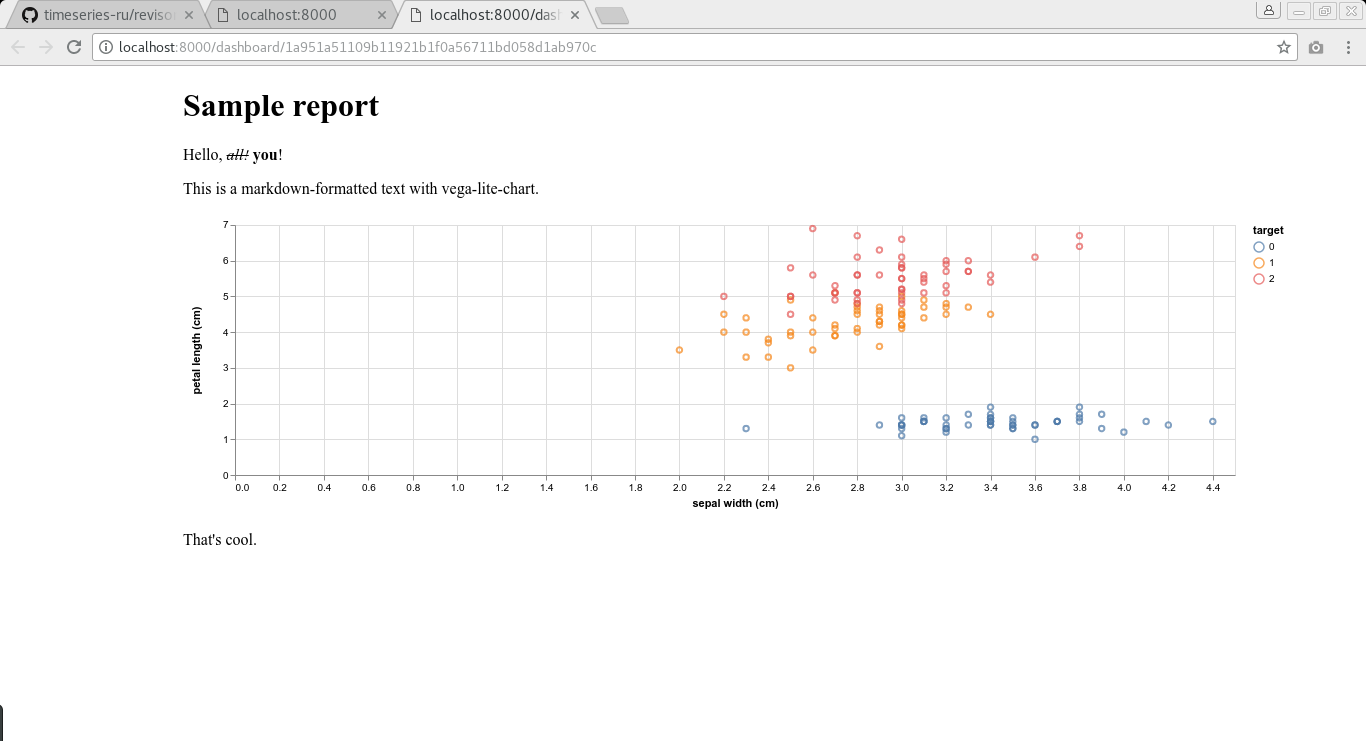 timeseries-ru/reviso
localhost:8000
localhost:8000/das
localhost:8000/dashboard/1a951a51109b11921b1f0a56711bd058d1ab970c
Sample report
Hello, all! you!
This is a markdown-formatted text with vega-lite-chart.
target
0
1
2
7
6
5
4
3
2
1
0
petal length (cm)
0.0 0.2 0.4 0.6 0.8 1.0 1.2 1.4 1.6 1.8 2.0 2.2 2.4 2.6 2.8 3.0 3.2 3.4 3.6 3.8 4.0 4.2 4.4
sepal width (cm)
That's cool.